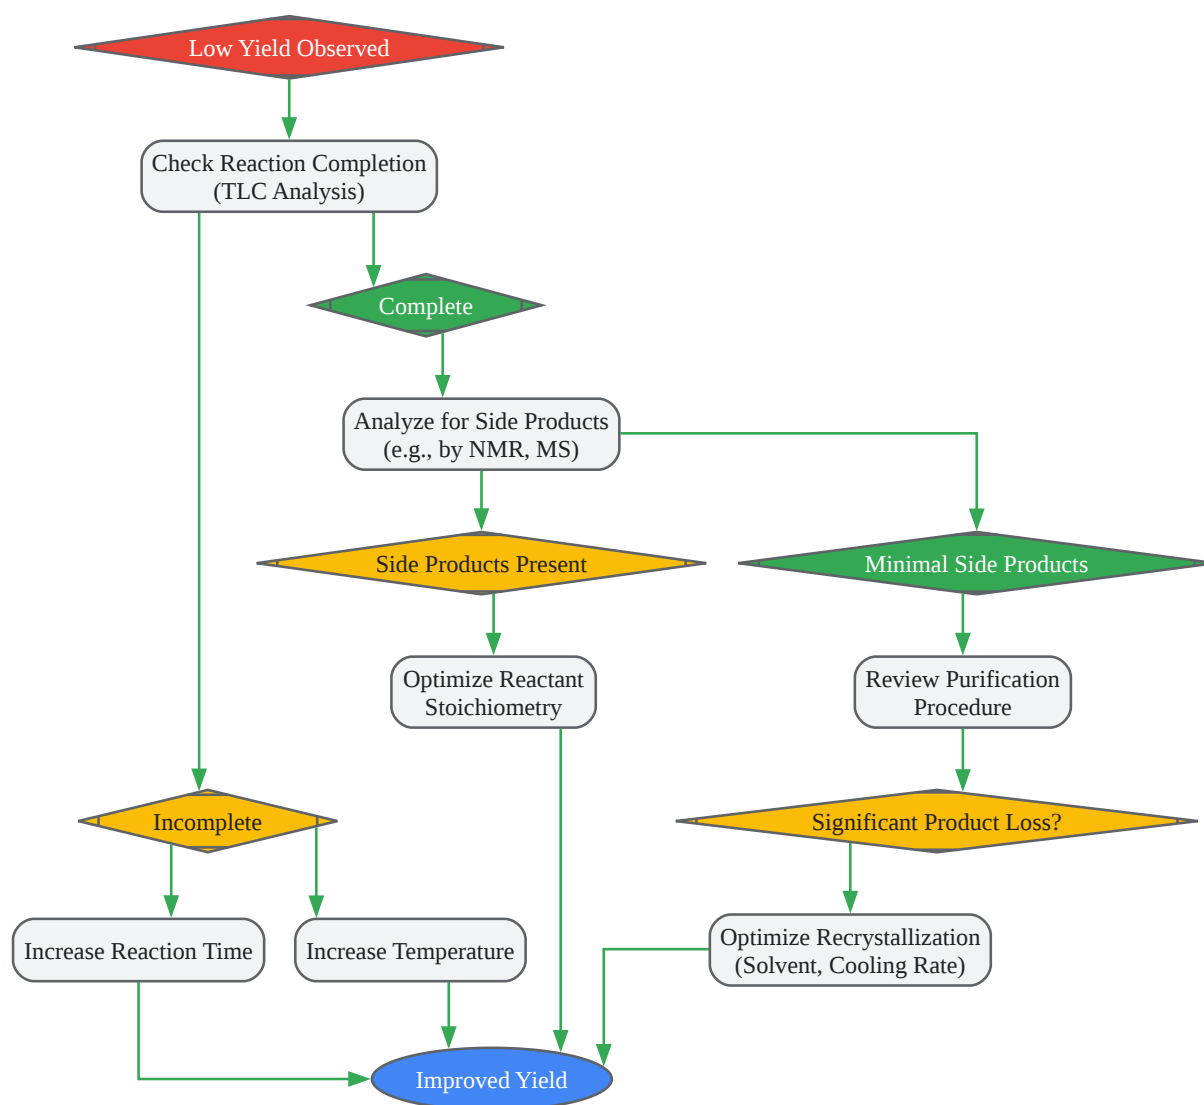 Low Yield Observed
Check Reaction Completion
(TLC Analysis)
Complete
Analyze for Side Products
(e.g., by NMR, MS)
Side Products Present
Minimal Side Products
Optimize Reactant
Stoichiometry
Review Purification
Procedure
Incomplete
Significant Product Loss?
Increase Reaction Time
Increase Temperature
Optimize Recrystallization
(Solvent, Cooling Rate)
Improved Yield